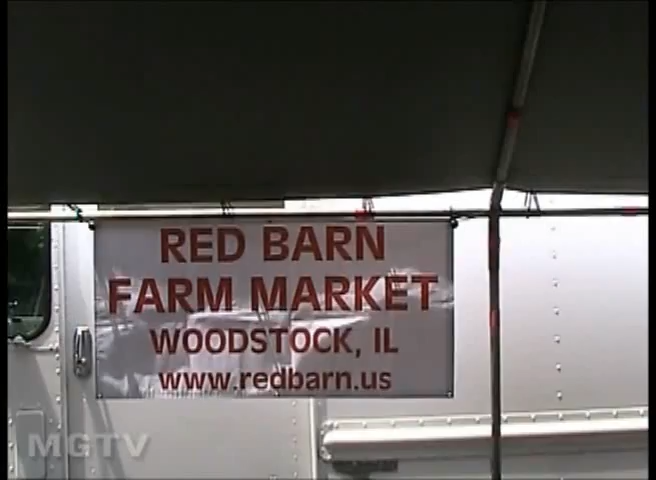 RED BARN
FARM MARKET
WOODSTOCK, IL
www.redbarn.us
MGTV